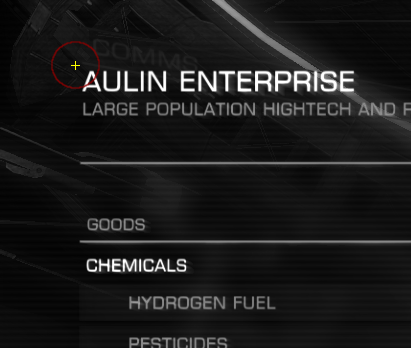 COMMS
AULIN ENTERPRISE
LARGE POPULATION HIGHTECH AND
GOODS
CHEMICALS
HYDROGEN FUEL
PESTICIDES